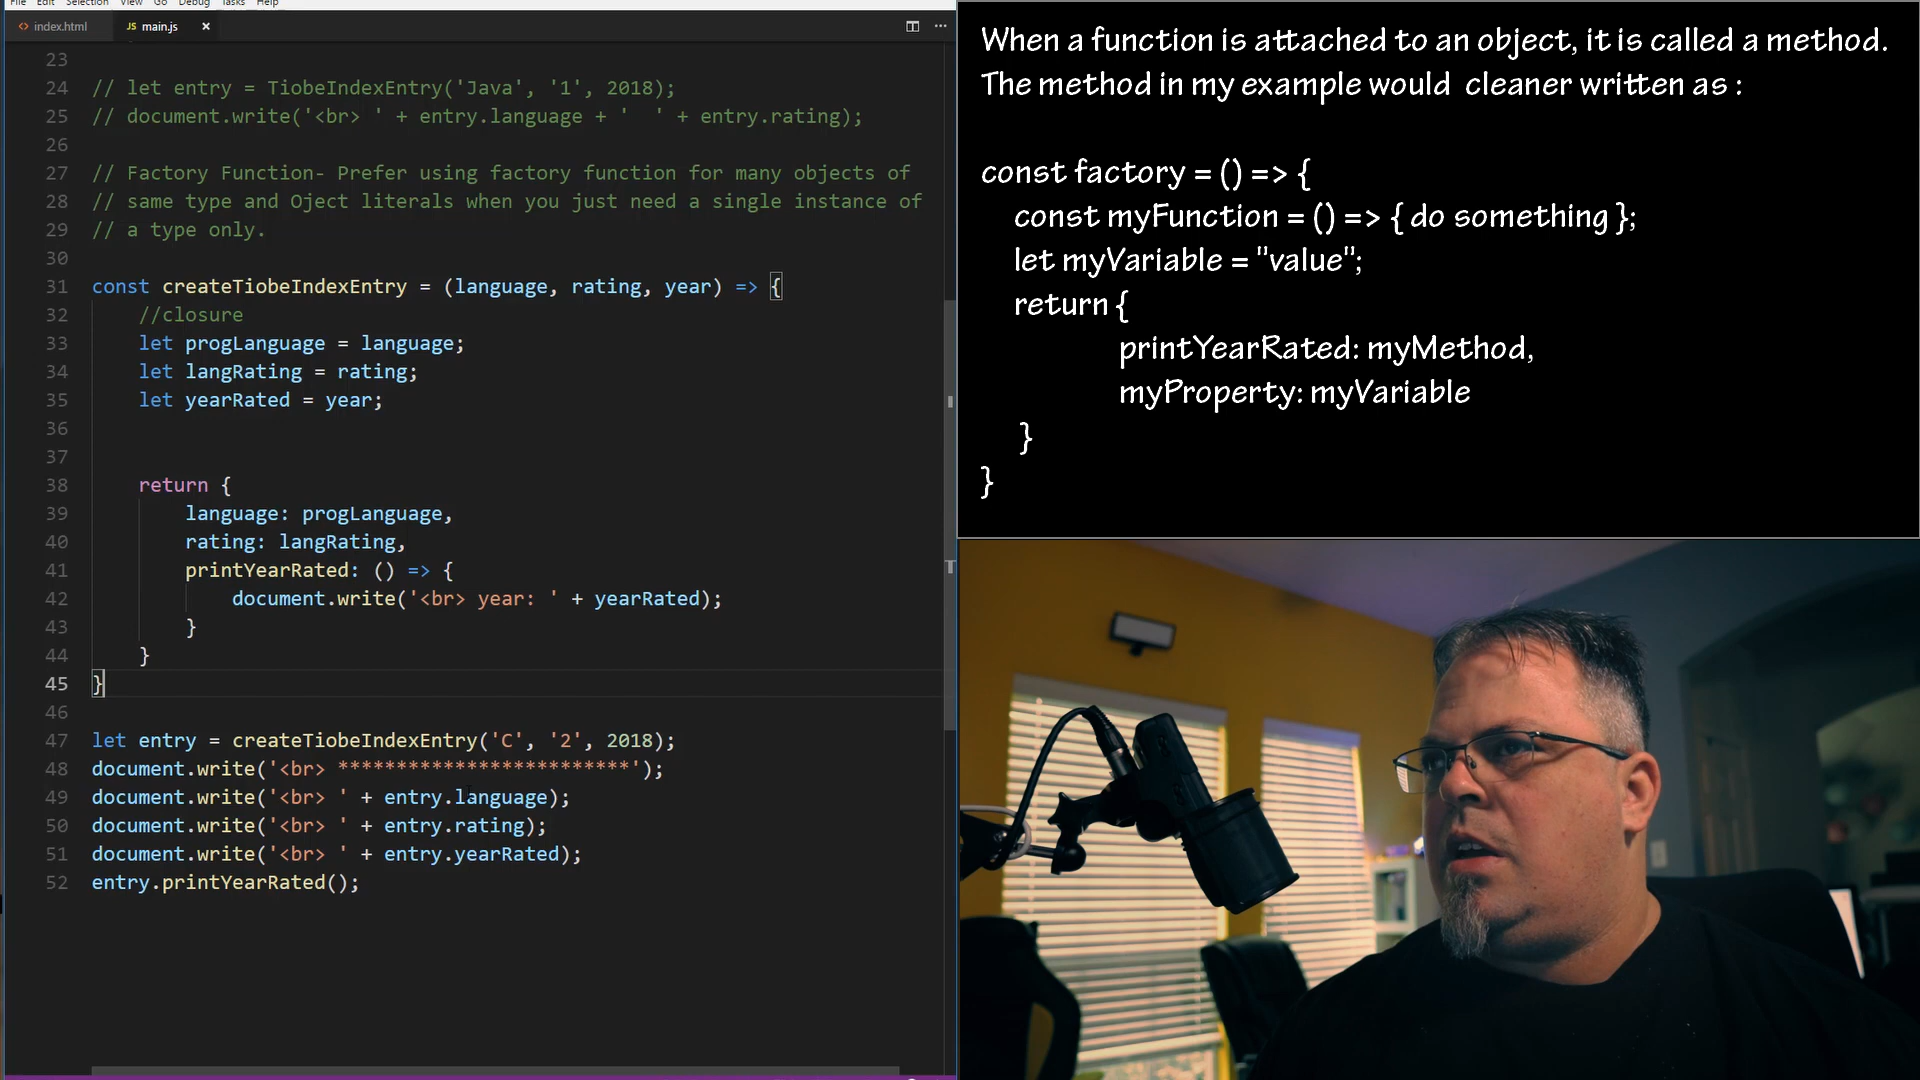 File Edit Selection View Go Debug Tasks Help
index.html JS main.js
23
24 // let entry = TiobeIndexEntry('Java', '1', 2018);
25 // document.write('<br> ' + entry.language + '  ' + entry.rating);
26
27 // Factory Function- Prefer using factory function for many objects of
28 // same type and Oject literals when you just need a single instance of
29 // a type only.
30
31 const createTiobeIndexEntry = (language, rating, year) => {
32 //closure
33 let progLanguage = language;
34 let langRating = rating;
35 let yearRated = year;
36
37
38 return {
39 language: progLanguage,
40 rating: langRating,
41 printYearRated: () => {
42 document.write('<br> year: ' + yearRated);
43 }
44 }
45 }
46
47 let entry = createTiobeIndexEntry('C', '2', 2018);
48 document.write('<br> *************************');
49 document.write('<br> ' + entry.language);
50 document.write('<br> ' + entry.rating);
51 document.write('<br> ' + entry.yearRated);
52 entry.printYearRated();
When a function is attached to an object, it is called a method.
The method in my example would cleaner written as :
const factory = () => {
const myFunction = () => { do something };
let myVariable = "value";
return {
printYearRated: myMethod,
myProperty: myVariable
}
}